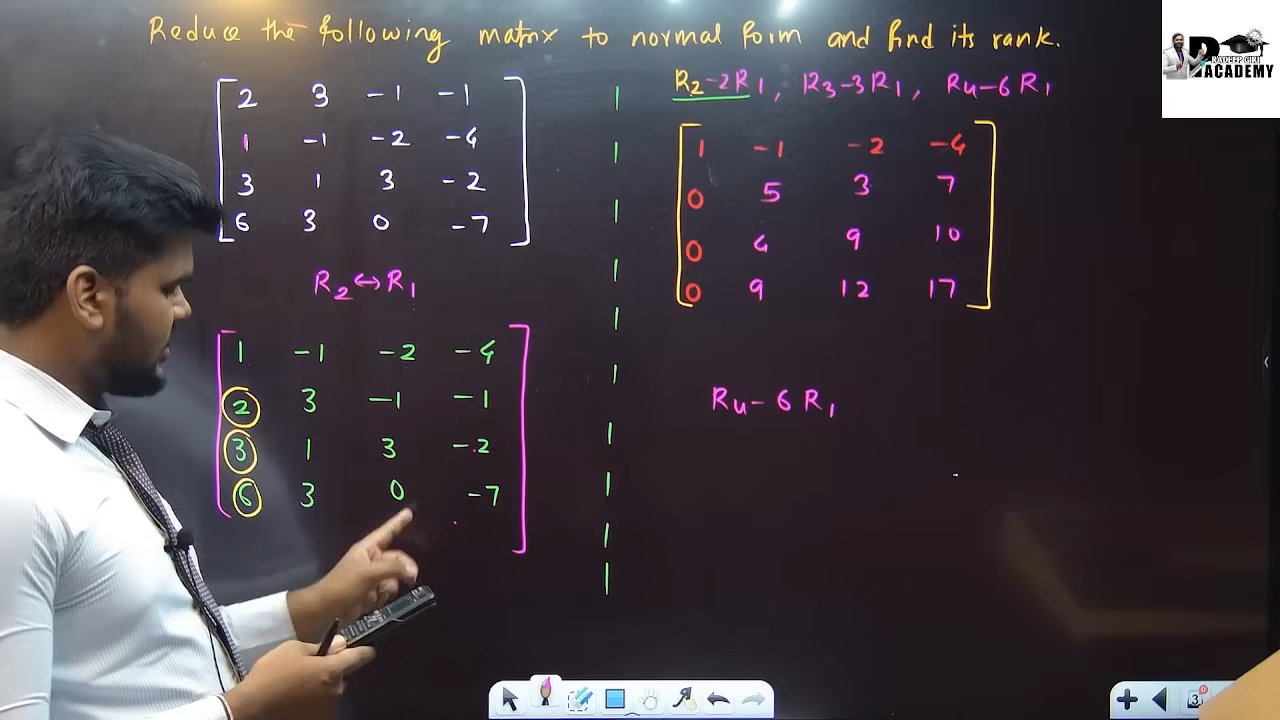 Reduce the following matrix to normal form and find its rank.
2 3 -1 -1
1 -1 -2 -4
3 1 3 -2
6 3 0 -7
R2 ↔ R1
1 -1 -2 -4
2 3 -1 -1
3 1 3 -2
6 3 0 -7
R2-2R1, R3-3R1, R4-6R1
1 -1 -2 -4
0 5 3 7
0 4 9 10
0 9 12 17
R4-6R1
PRADEEP GIRI
ACADEMY
3